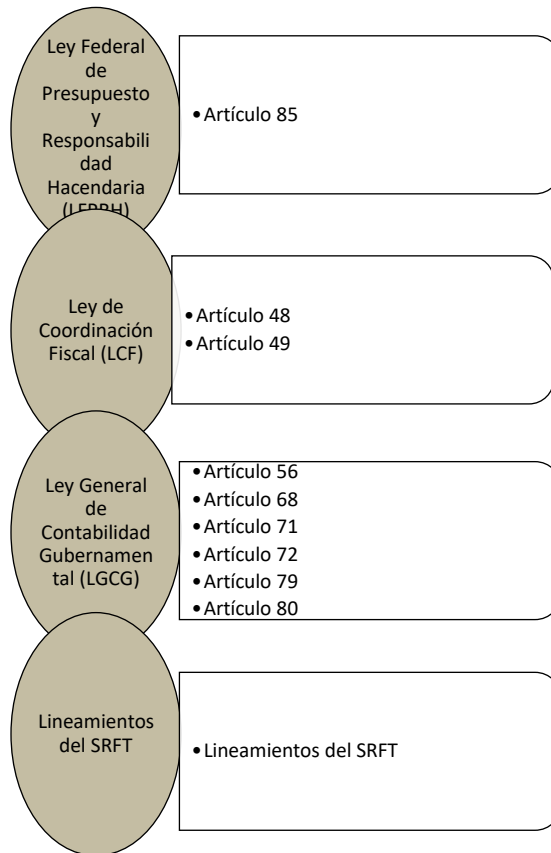 Ley Federal
de
Presupuesto
y
Responsabili
dad
Hacendaria
(LFPRH)
• Artículo 85
Ley de
Coordinación
Fiscal (LCF)
• Artículo 48
• Artículo 49
Ley General
de
Contabilidad
Gubernamen
tal (LGCG)
• Artículo 56
• Artículo 68
• Artículo 71
• Artículo 72
• Artículo 79
• Artículo 80
Lineamientos
del SRFT
• Lineamientos del SRFT